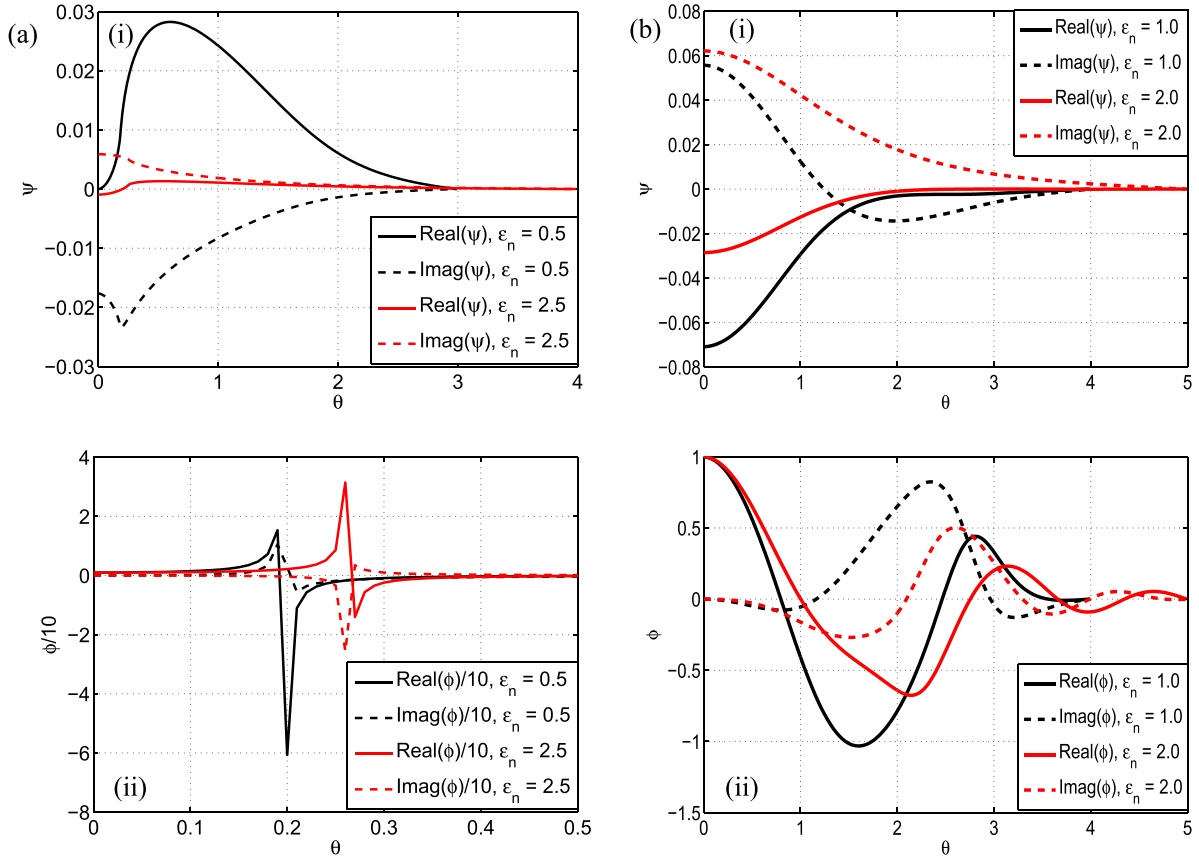 (a)
(i)
0.03
0.02
0.01
0
−0.01
−0.02
−0.03
ψ
0 1 2 3 4
θ
Real(ψ), ε_n = 0.5
Imag(ψ), ε_n = 0.5
Real(ψ), ε_n = 2.5
Imag(ψ), ε_n = 2.5
(b)
(i)
0.08
0.06
0.04
0.02
0
−0.02
−0.04
−0.06
−0.08
ψ
0 1 2 3 4 5
θ
Real(ψ), ε_n = 1.0
Imag(ψ), ε_n = 1.0
Real(ψ), ε_n = 2.0
Imag(ψ), ε_n = 2.0
4
2
0
−2
−4
−6
−8
ϕ/10
0 0.1 0.2 0.3 0.4 0.5
θ
(ii)
Real(ϕ)/10, ε_n = 0.5
Imag(ϕ)/10, ε_n = 0.5
Real(ϕ)/10, ε_n = 2.5
Imag(ϕ)/10, ε_n = 2.5
1
0.5
0
−0.5
−1
−1.5
ϕ
0 1 2 3 4 5
θ
(ii)
Real(ϕ), ε_n = 1.0
Imag(ϕ), ε_n = 1.0
Real(ϕ), ε_n = 2.0
Imag(ϕ), ε_n = 2.0